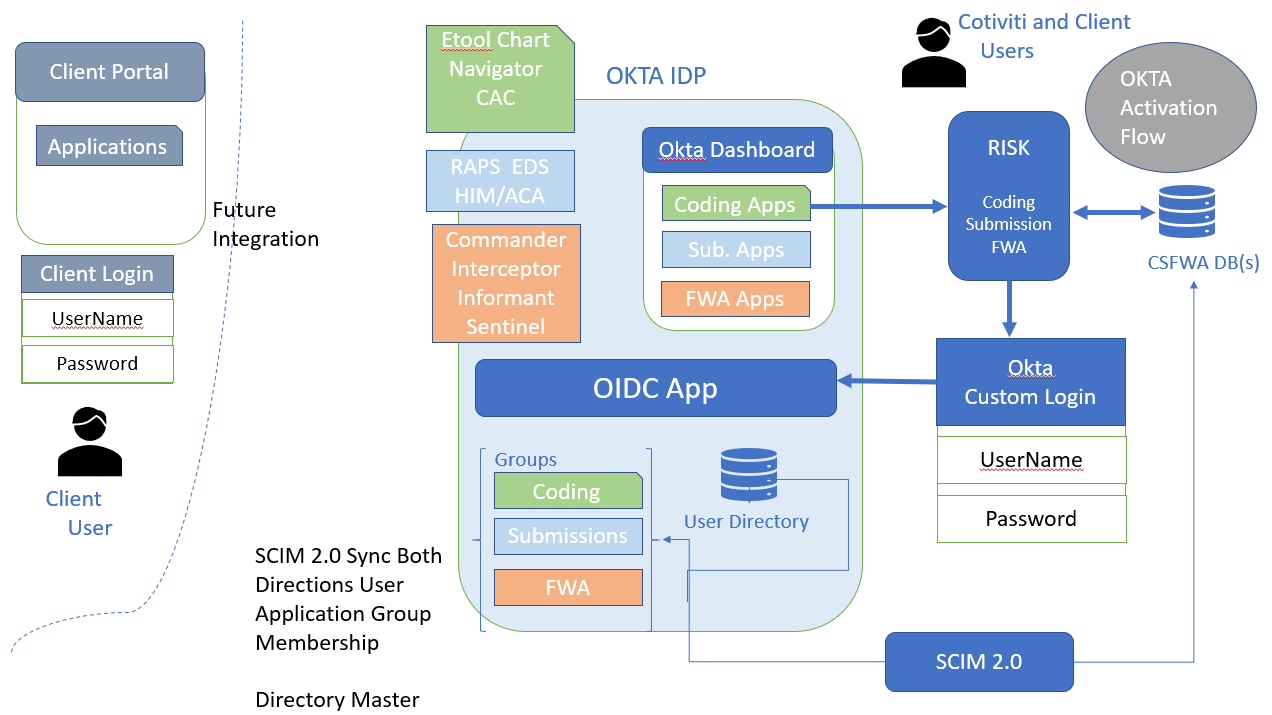 Client Portal
Applications
Future
Integration
Client Login
UserName
Password
Client
User
Etool Chart
Navigator
CAC
RAPS  EDS
HIM/ACA
Commander
Interceptor
Informant
Sentinel
OKTA IDP
Okta Dashboard
Coding Apps
Sub. Apps
FWA Apps
OIDC App
Groups
Coding
Submissions
FWA
User Directory
SCIM 2.0 Sync Both
Directions User
Application Group
Membership
Directory Master
Cotiviti and Client
Users
OKTA
Activation
Flow
RISK
Coding
Submission
FWA
CSFWA DB(s)
Okta
Custom Login
UserName
Password
SCIM 2.0